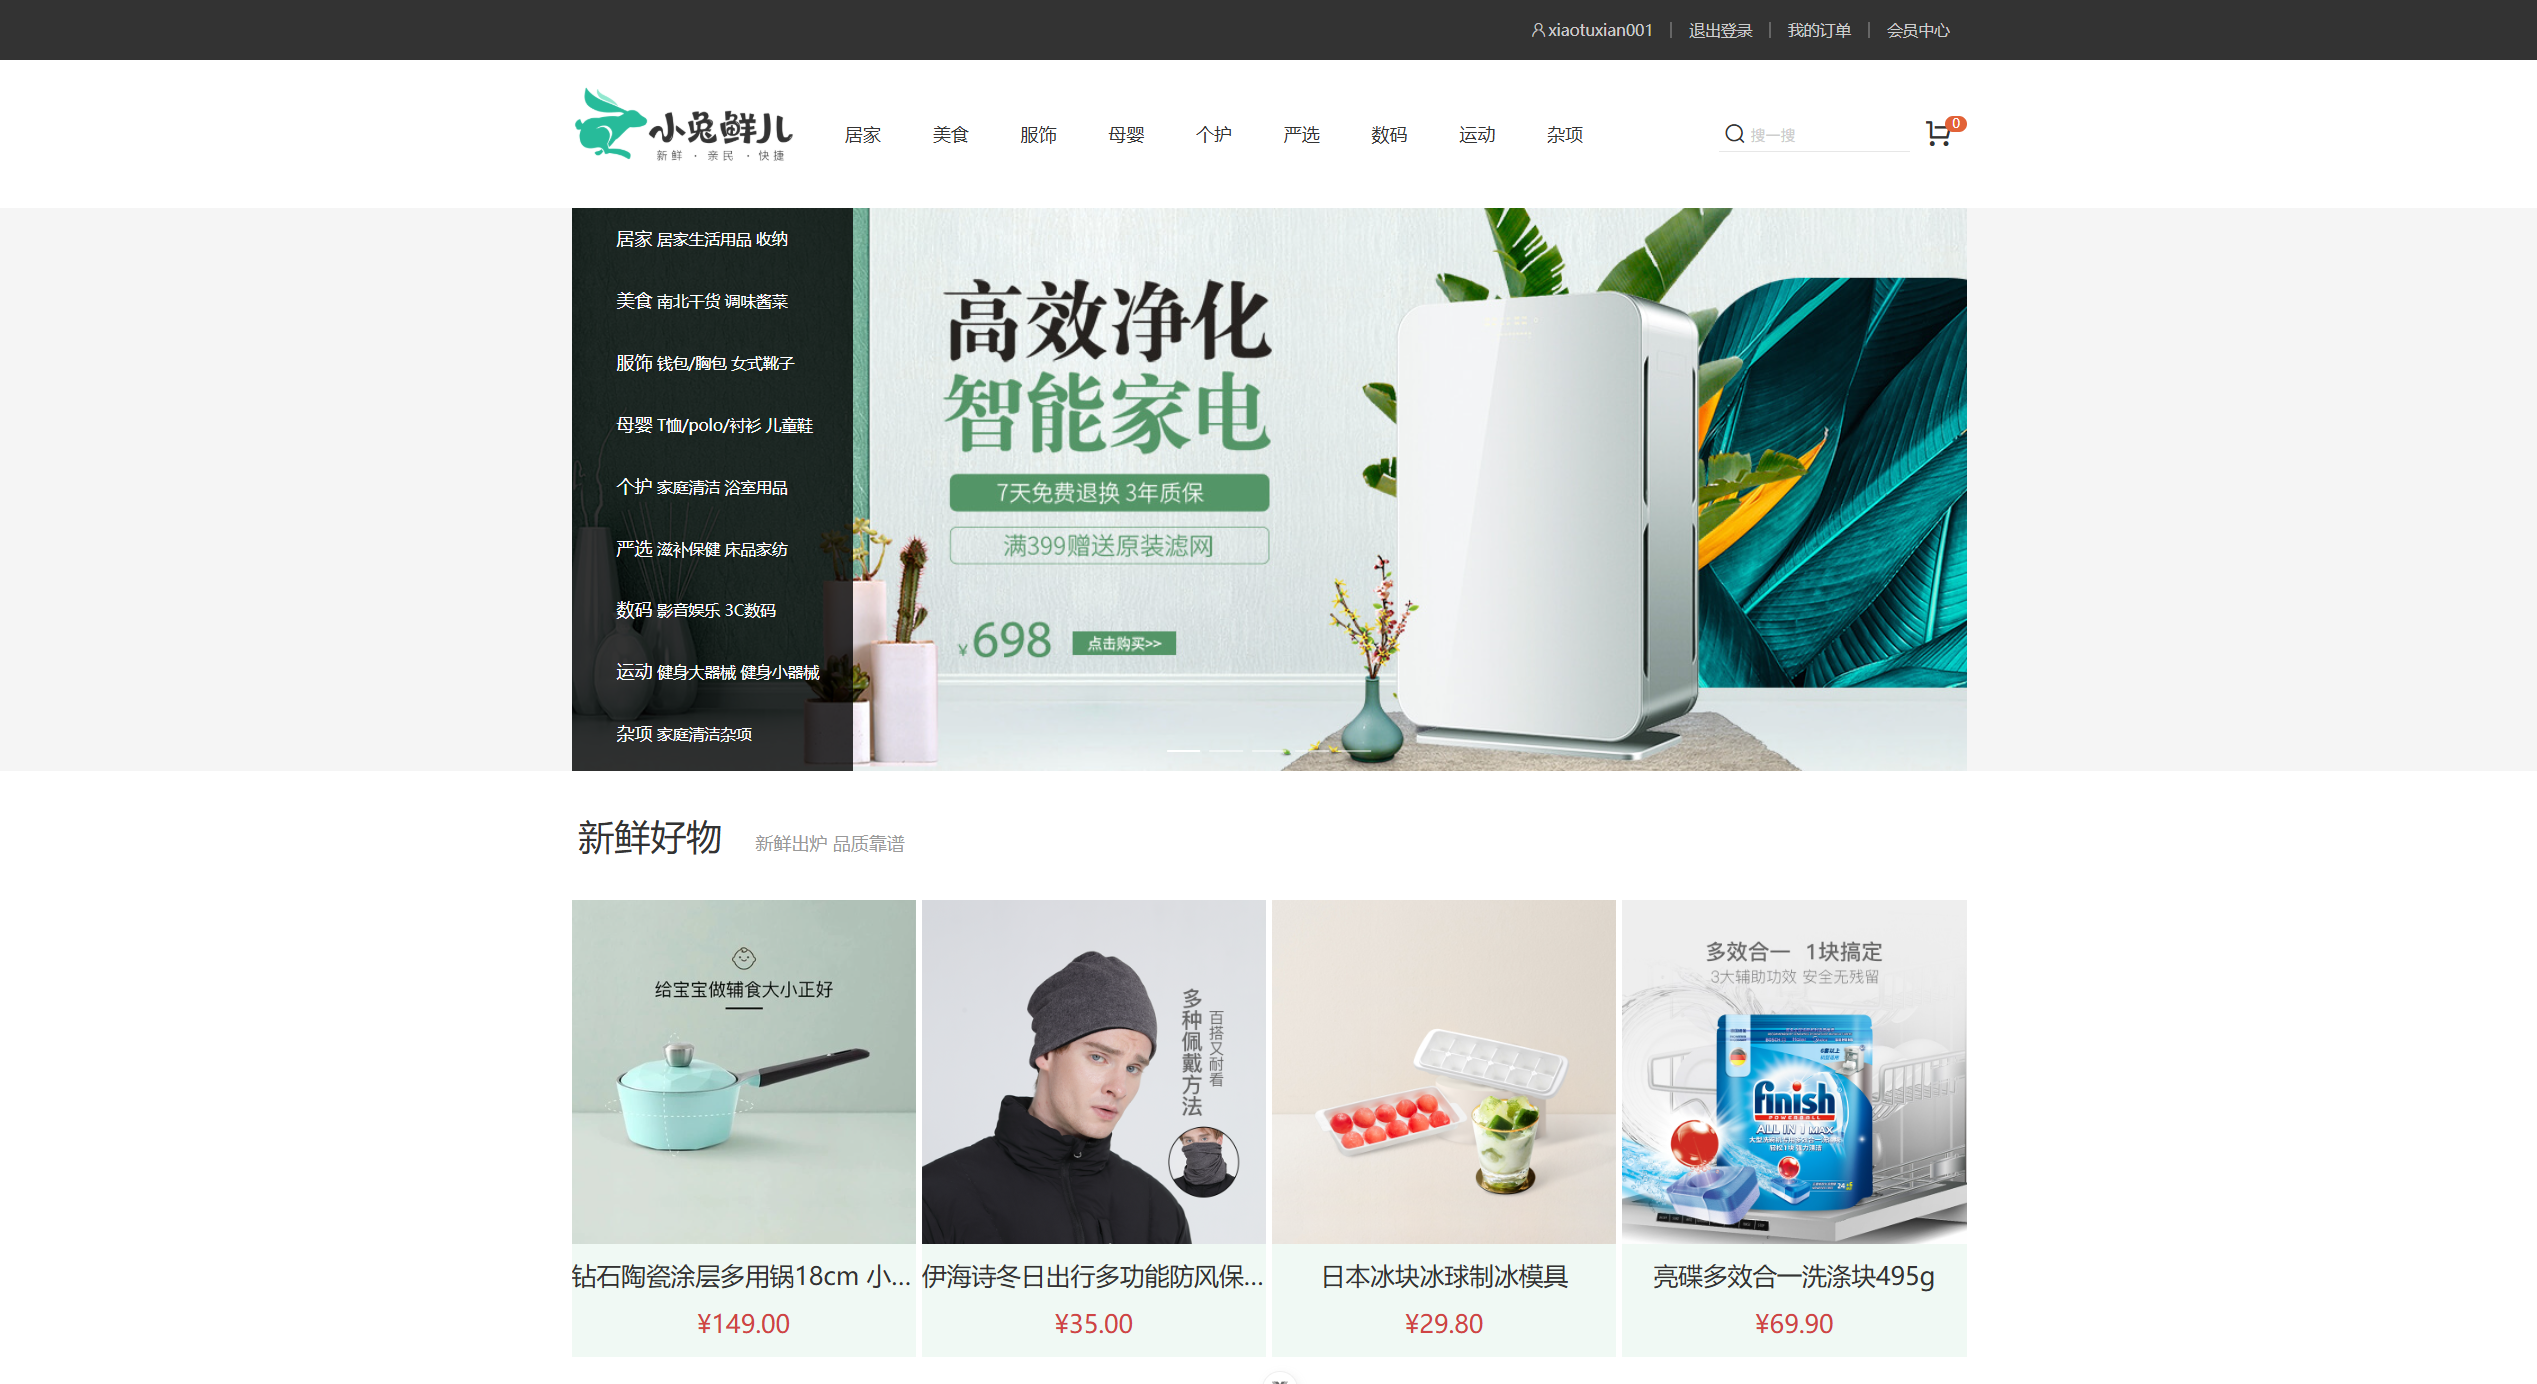 xiaotuxian001 退出登录 我的订单 会员中心
小兔鲜儿
新鲜 · 亲民 · 快捷
居家 美食 服饰 母婴 个护 严选 数码 运动 杂项
搜一搜
0
居家 居家生活用品 收纳
美食 南北干货 调味酱菜
服饰 钱包/胸包 女式靴子
母婴 T恤/polo/衬衫 儿童鞋
个护 家庭清洁 浴室用品
严选 滋补保健 床品家纺
数码 影音娱乐 3C数码
运动 健身大器械 健身小器械
杂项 家庭清洁杂项
高效净化
智能家电
7天免费退换 3年质保
满399赠送原装滤网
¥698 点击购买>>
新鲜好物 新鲜出炉 品质靠谱
给宝宝做辅食大小正好
多种佩戴方法
百搭又耐看
多效合一 1块搞定
3大辅助功效 安全无残留
finish
POWERBALL
ALL IN 1 MAX
钻石陶瓷涂层多用锅18cm 小...
¥149.00
伊海诗冬日出行多功能防风保...
¥35.00
日本冰块冰球制冰模具
¥29.80
亮碟多效合一洗涤块495g
¥69.90